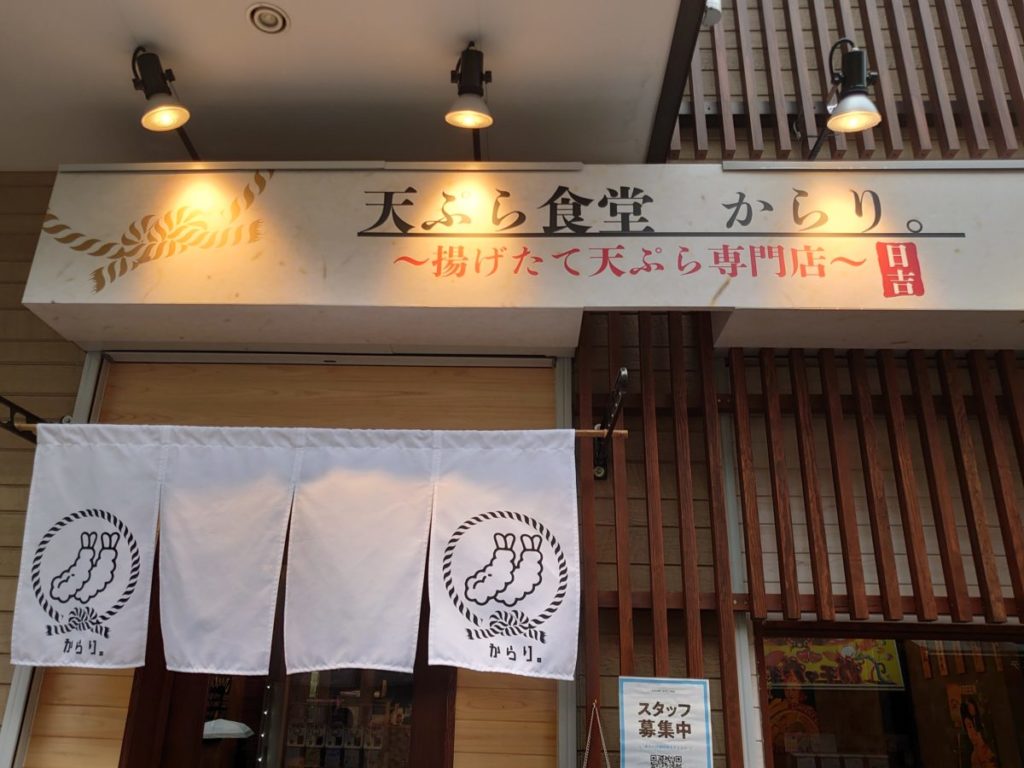 天ぷら食堂 からり。
〜揚げたて天ぷら専門店〜
日吉
からり。
からり。
スタッフ
募集中